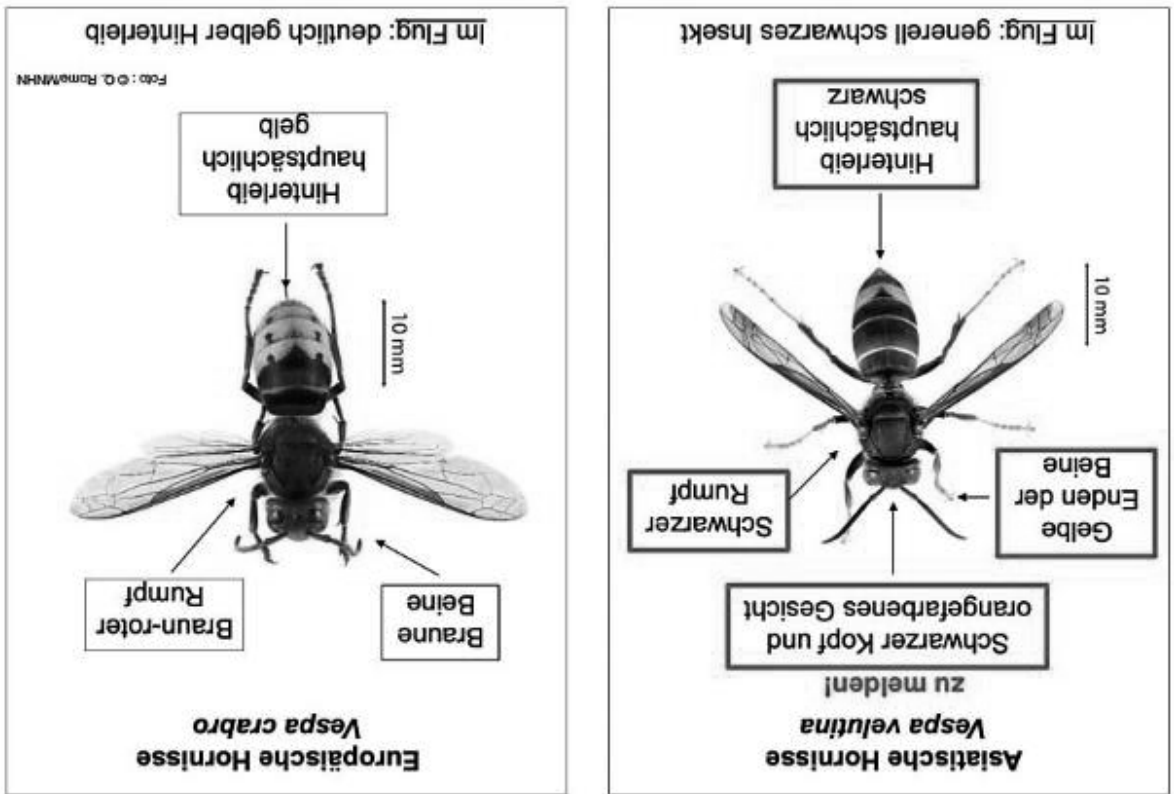 Asiatische Hornisse
Vespa velutina
zu melden!
Schwarzer Kopf und
orangefarbenes Gesicht
Gelbe
Enden der
Beine
Schwarzer
Rumpf
10 mm
Hinterleib
hauptsächlich
schwarz
Im Flug: generell schwarzes Insekt
Europäische Hornisse
Vespa crabro
Braune
Beine
Braun-roter
Rumpf
10 mm
Hinterleib
hauptsächlich
gelb
Foto : © Q. Rome/MNHN
Im Flug: deutlich gelber Hinterleib